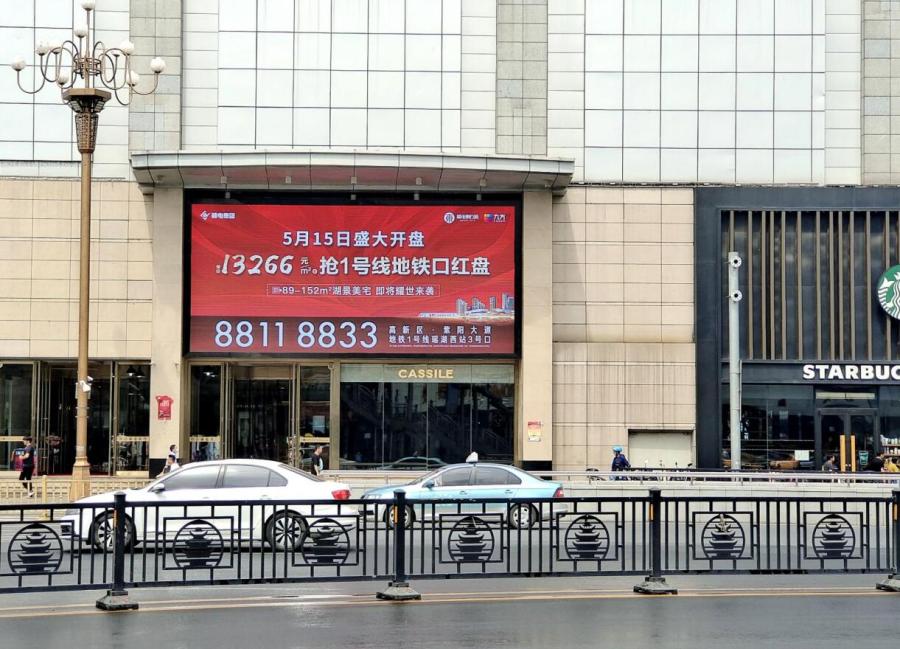 5月15日盛大开盘
13266元/m²
抢1号线地铁口红盘
89-152m²湖景美宅 即将耀世来袭
8811 8833
高新区·紫阳大道
地铁1号线瑶湖西站3号口
CASSILE
STARBUC